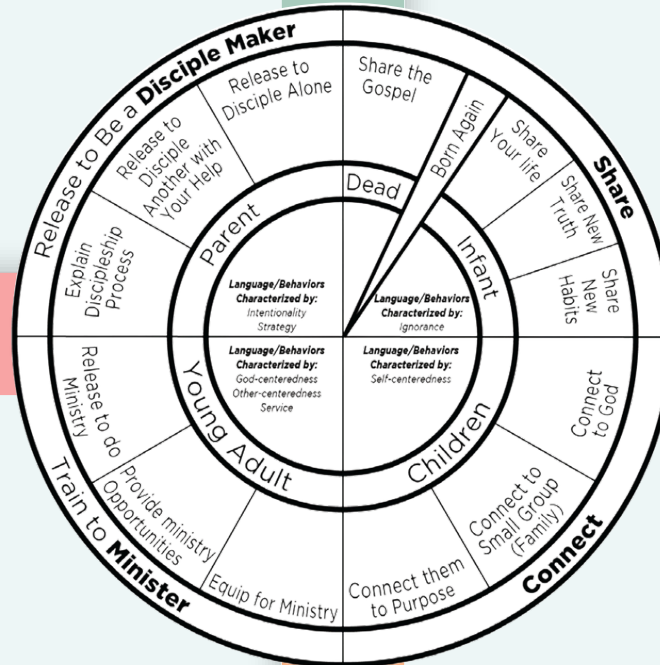 Release to Be a Disciple Maker
Share
Connect
Train to Minister
Release to
Disciple Alone
Share the
Gospel
Born Again
Share
Your life
Share New
Truth
Share
New
Habits
Connect
to God
Connect to
Small Group
(Family)
Connect them
to Purpose
Equip for Ministry
Provide ministry
Opportunities
Release to do
Ministry
Explain
Discipleship
Process
Release to
Disciple
Another with
Your Help
Parent
Dead
Infant
Children
Young Adult
Language/Behaviors
Characterized by:
Intentionality
Strategy
Language/Behaviors
Characterized by:
Ignorance
Language/Behaviors
Characterized by:
God-centeredness
Other-centeredness
Service
Language/Behaviors
Characterized by:
Self-centeredness